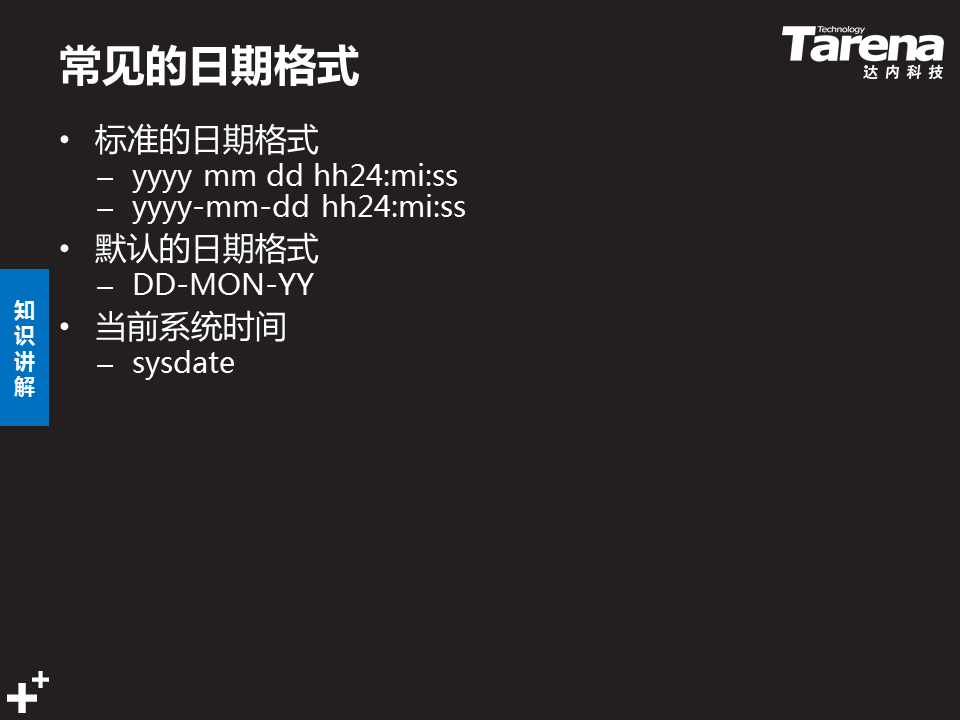 常见的日期格式
Technology
Tarena
达内科技
• 标准的日期格式
– yyyy mm dd hh24:mi:ss
– yyyy-mm-dd hh24:mi:ss
• 默认的日期格式
– DD-MON-YY
• 当前系统时间
– sysdate
知识讲解